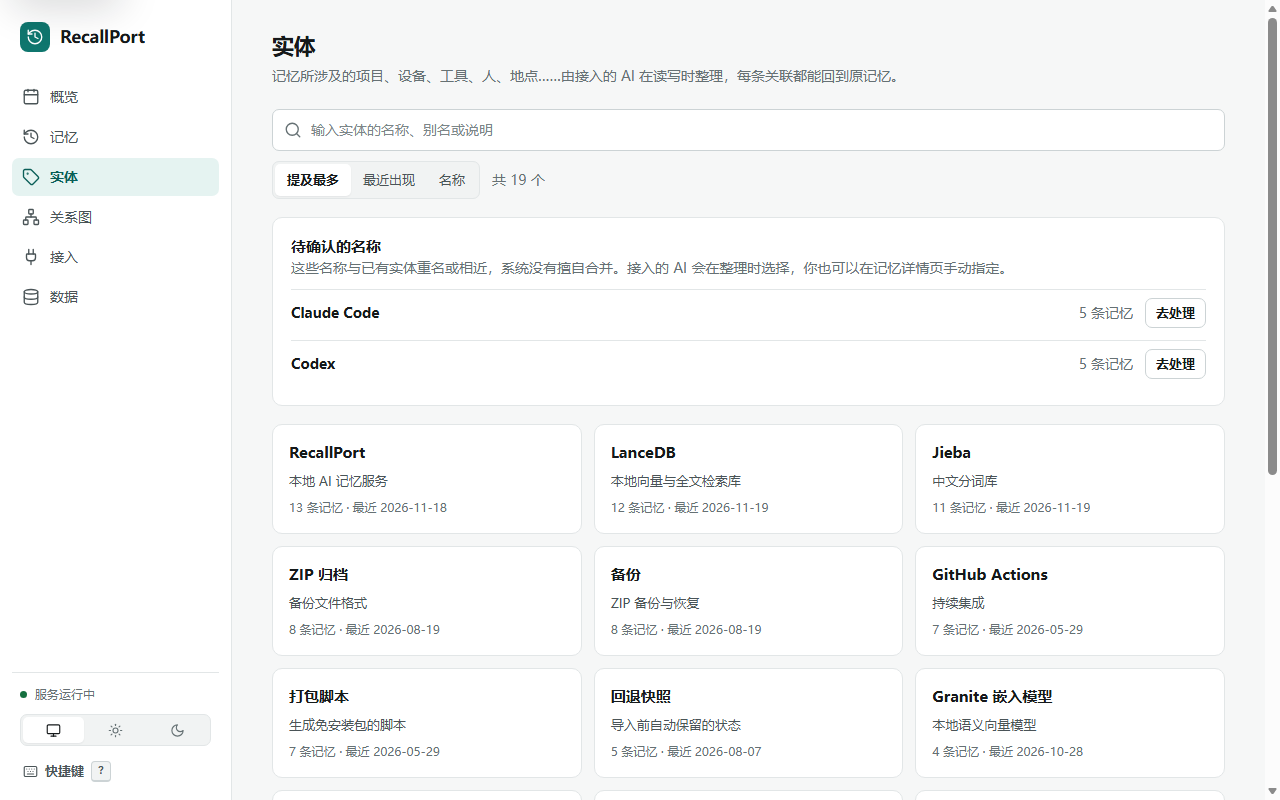 RecallPort
概览
记忆
实体
关系图
接入
数据
服务运行中
快捷键 ?
实体
记忆所涉及的项目、设备、工具、人、地点……由接入的 AI 在读写时整理，每条关联都能回到原记忆。
输入实体的名称、别名或说明
提及最多 最近出现 名称 共 19 个
待确认的名称
这些名称与已有实体重名或相近，系统没有擅自合并。接入的 AI 会在整理时选择，你也可以在记忆详情页手动指定。
Claude Code 5 条记忆 去处理
Codex 5 条记忆 去处理
RecallPort
本地 AI 记忆服务
13 条记忆 · 最近 2026-11-18
LanceDB
本地向量与全文检索库
12 条记忆 · 最近 2026-11-19
Jieba
中文分词库
11 条记忆 · 最近 2026-11-19
ZIP 归档
备份文件格式
8 条记忆 · 最近 2026-08-19
备份
ZIP 备份与恢复
8 条记忆 · 最近 2026-08-19
GitHub Actions
持续集成
7 条记忆 · 最近 2026-05-29
打包脚本
生成免安装包的脚本
7 条记忆 · 最近 2026-05-29
回退快照
导入前自动保留的状态
5 条记忆 · 最近 2026-08-07
Granite 嵌入模型
本地语义向量模型
4 条记忆 · 最近 2026-10-28